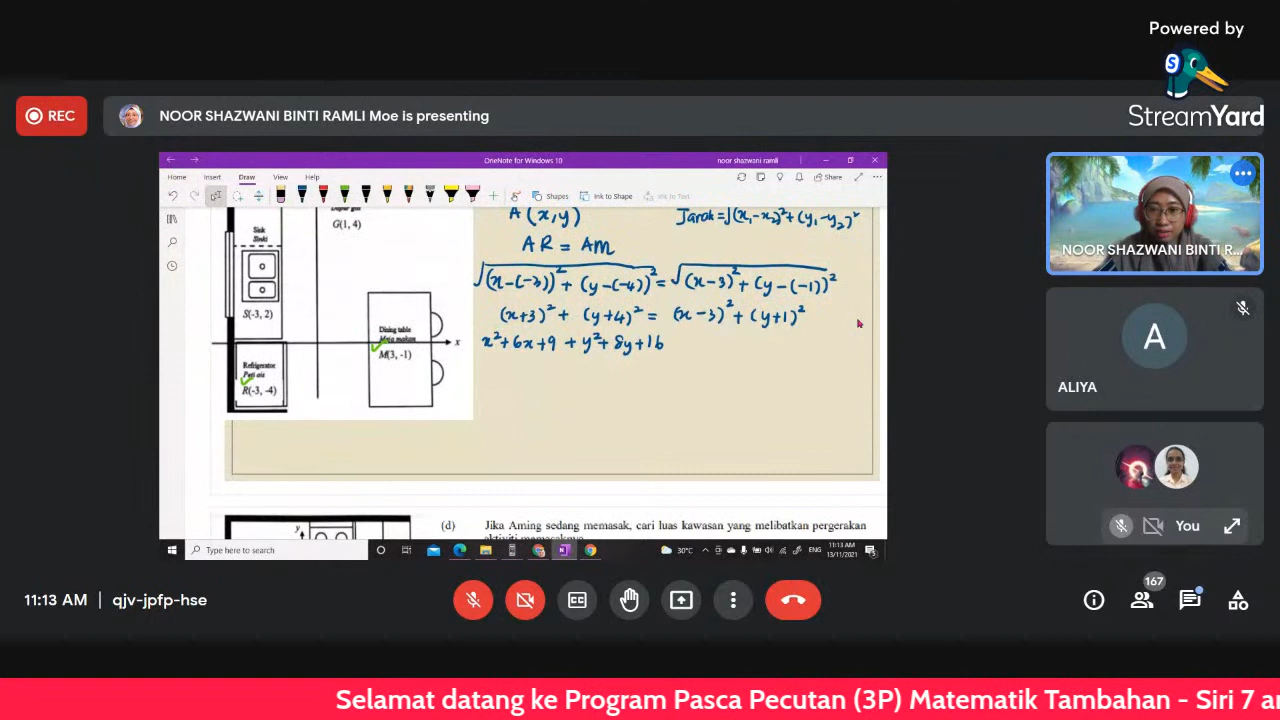 Powered by
S
StreamYard
REC
NOOR SHAZWANI BINTI RAMLI Moe is presenting
OneNote for Windows 10
noor shazwani ramli
Home Insert Draw View Help
Shapes
Ink to Shape
Ink to Text
Share
G(1, 4)
Sink
Sinki
S(-3, 2)
Dining table
Meja makan
M(3, -1)
x
Refrigerator
Peti ais
R(-3, -4)
A (x,y)
Jarak = √(x₁-x₂)²+(y₁-y₂)²
AR = AM
√(x-(-3))² + (y-(-4))² = √(x-3)² + (y-(-1))²
(x+3)² + (y+4)² = (x-3)² + (y+1)²
x²+6x+9 + y²+8y+16
y
(d) Jika Aming sedang memasak, cari luas kawasan yang melibatkan pergerakan
Type here to search
30°C
ENG
11:13 AM
13/11/2021
NOOR SHAZWANI BINTI R...
A
ALIYA
You
11:13 AM | qjv-jpfp-hse
CC
167
Selamat datang ke Program Pasca Pecutan (3P) Matematik Tambahan - Siri 7